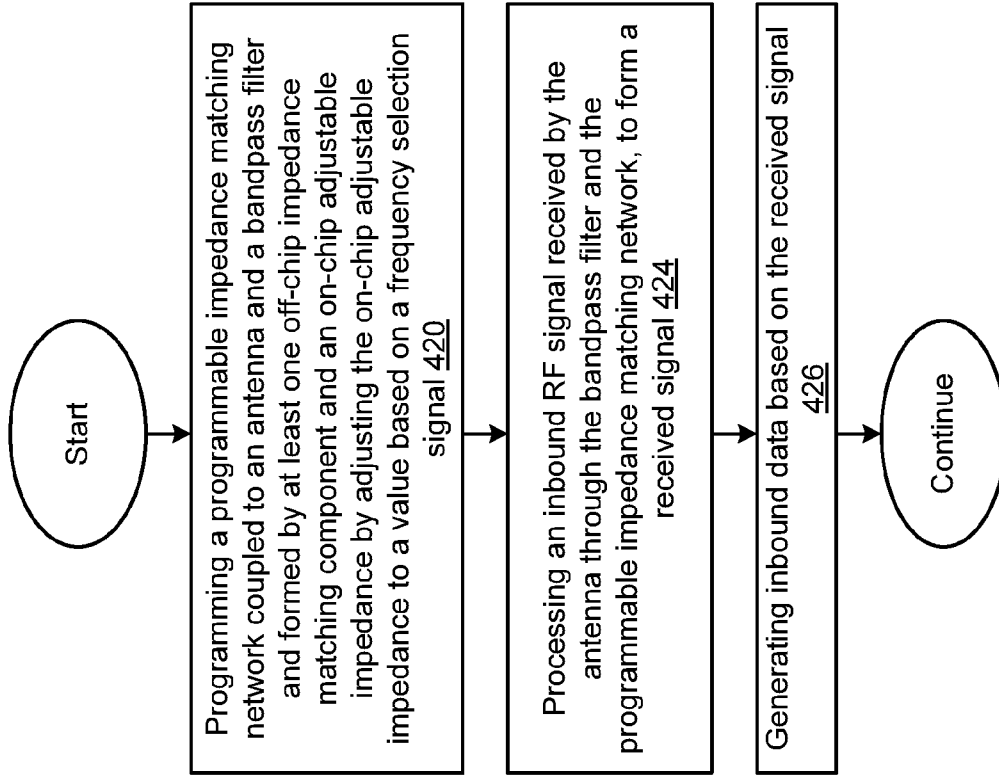 Start
Programming a programmable impedance matching
network coupled to an antenna and a bandpass filter
and formed by at least one off-chip impedance
matching component and an on-chip adjustable
impedance by adjusting the on-chip adjustable
impedance to a value based on a frequency selection
signal 420
Processing an inbound RF signal received by the
antenna through the bandpass filter and the
programmable impedance matching network, to form a
received signal 424
Generating inbound data based on the received signal
426
Continue